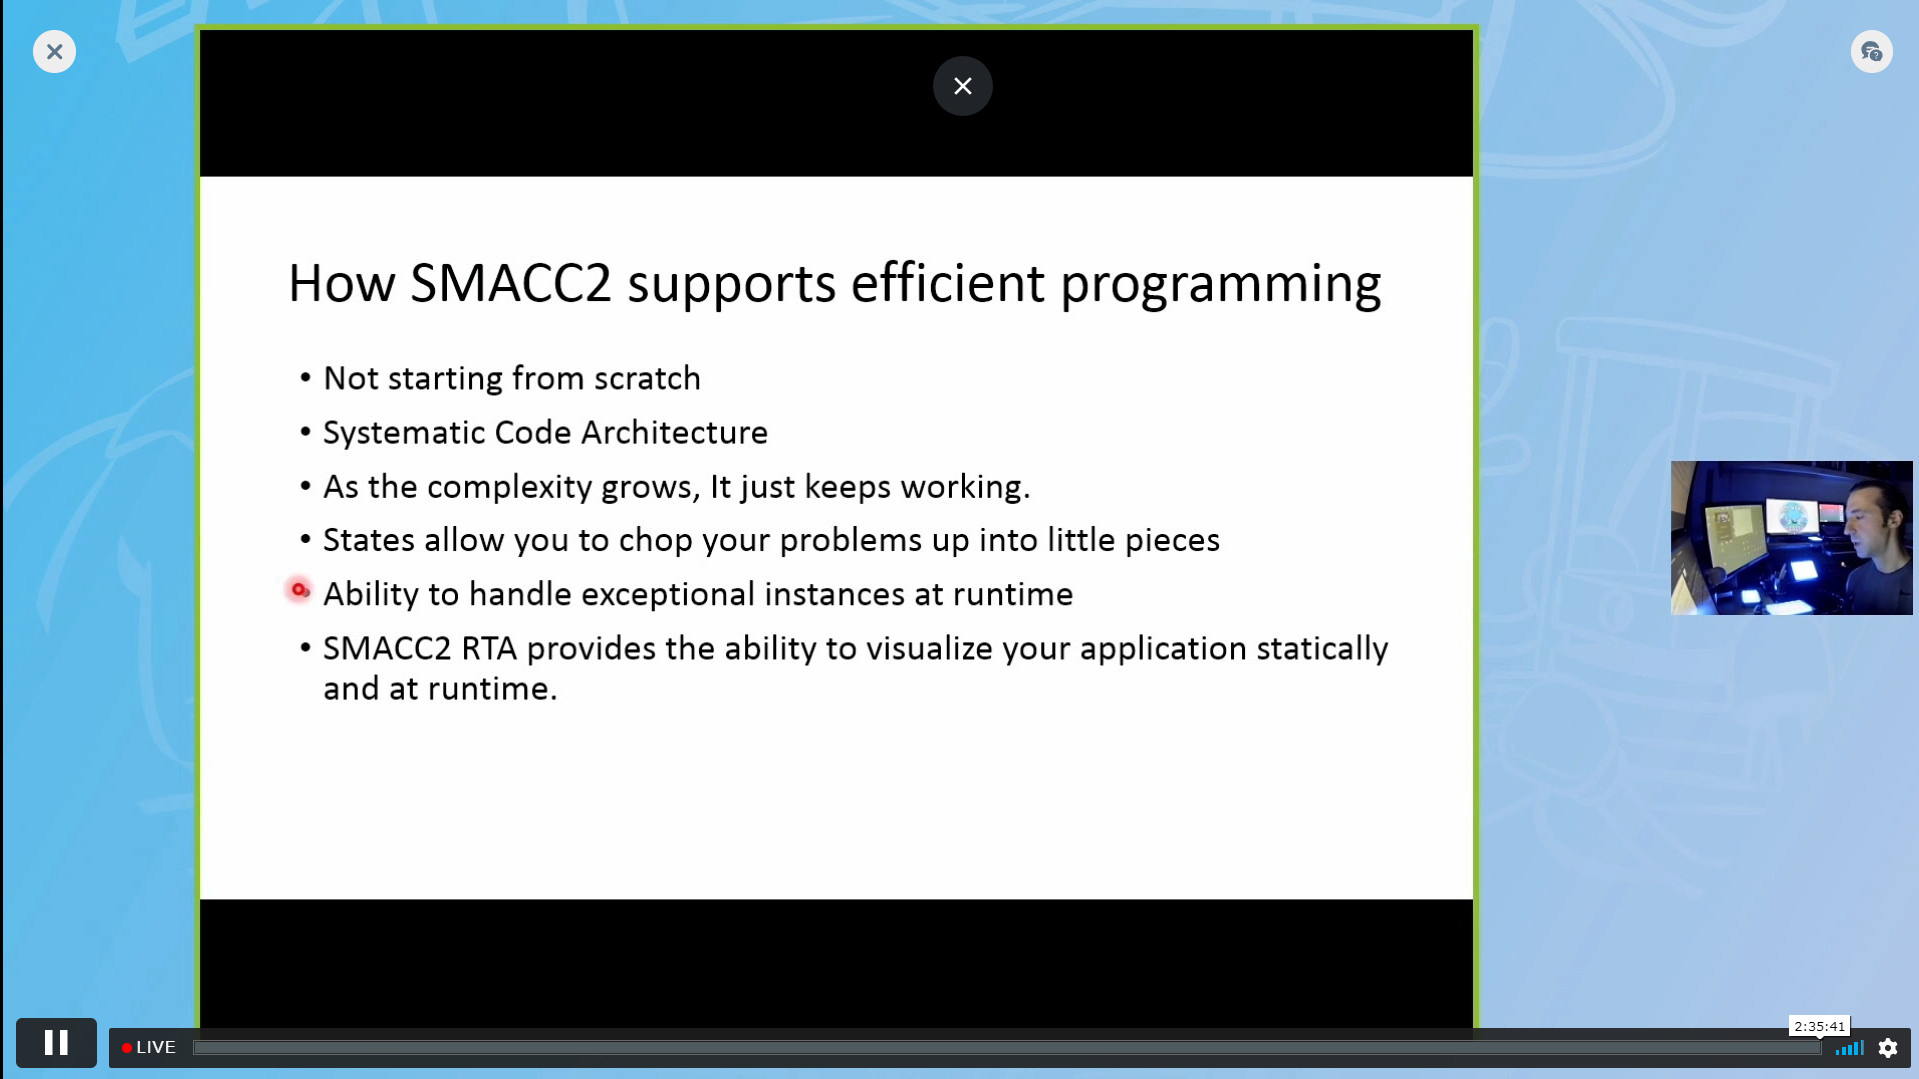 How SMACC2 supports efficient programming
• Not starting from scratch
• Systematic Code Architecture
• As the complexity grows, It just keeps working.
• States allow you to chop your problems up into little pieces
• Ability to handle exceptional instances at runtime
• SMACC2 RTA provides the ability to visualize your application statically
and at runtime.
2:35:41
LIVE